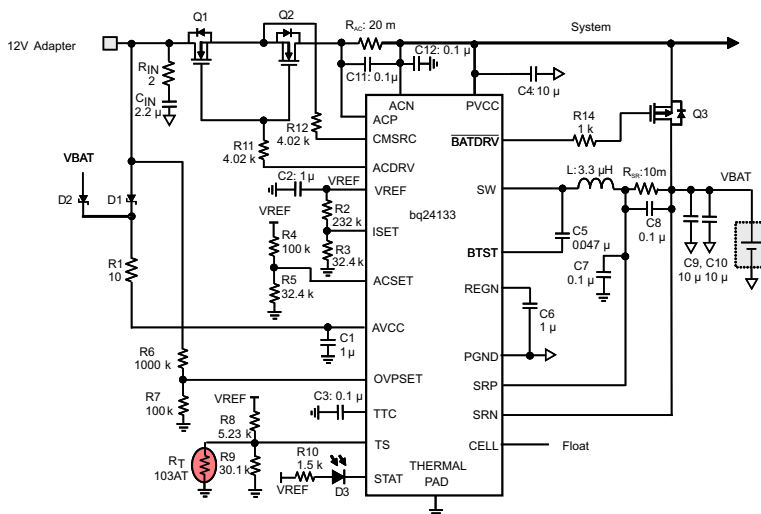 Q1
Q2
R_AC: 20 m
System
12V Adapter
R_IN
2
C12: 0.1 µ
C11: 0.1µ
C4: 10 µ
C_IN
2.2 µ
ACN
PVCC
ACP
R12
4.02 k
CMSRC
R14
1 k
Q3
BATDRV
R11
4.02 k
ACDRV
VBAT
C2: 1 µ
VREF
VREF
L: 3.3 µH
R_SR: 10m
VBAT
SW
D2
D1
R2
232 k
bq24133
VREF
ISET
R4
100 k
R3
32.4 k
C5
0.047 µ
C8
0.1 µ
BTST
C7
0.1 µ
C9, C10
10 µ 10 µ
R1
10
R5
32.4 k
ACSET
REGN
C6
1 µ
AVCC
C1
1 µ
R6
1000 k
PGND
OVPSET
SRP
R7
100 k
C3: 0.1 µ
VREF
TTC
SRN
R8
5.23 k
TS
CELL
Float
R_T
103AT
R9
30.1 k
R10
1.5 k
STAT
THERMAL
PAD
VREF
D3